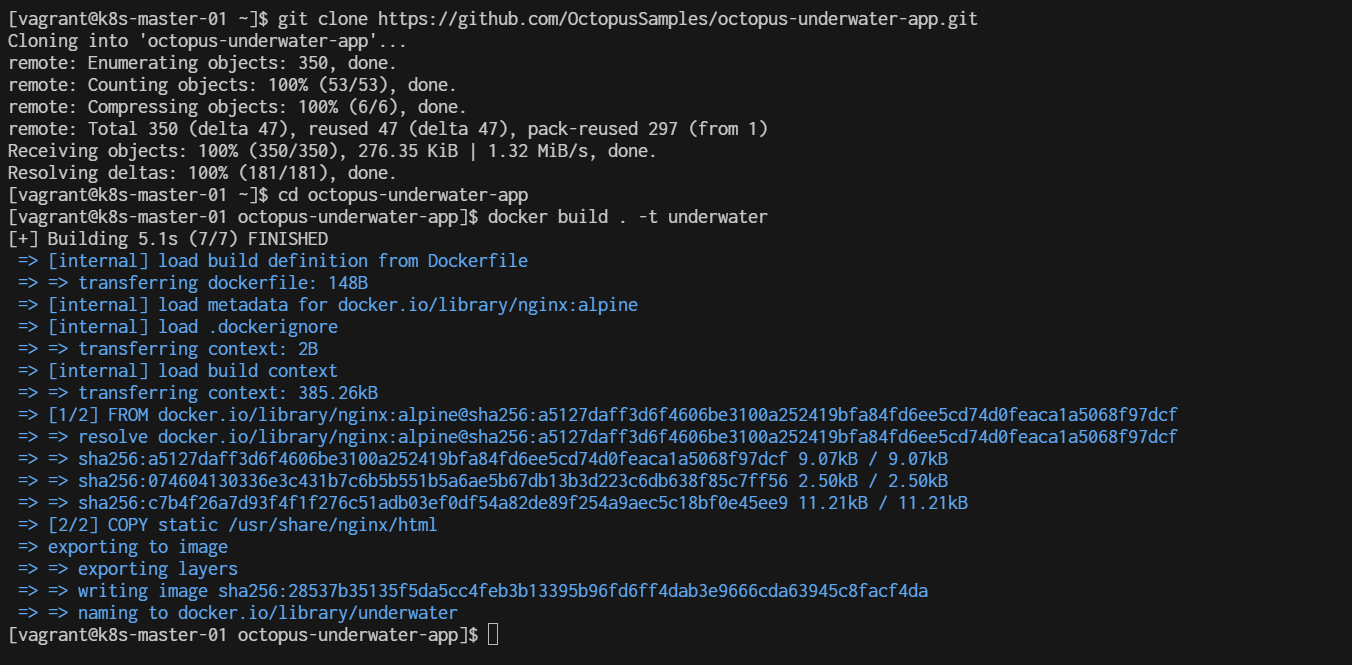 [vagrant@k8s-master-01 ~]$ git clone https://github.com/OctopusSamples/octopus-underwater-app.git
Cloning into 'octopus-underwater-app'...
remote: Enumerating objects: 350, done.
remote: Counting objects: 100% (53/53), done.
remote: Compressing objects: 100% (6/6), done.
remote: Total 350 (delta 47), reused 47 (delta 47), pack-reused 297 (from 1)
Receiving objects: 100% (350/350), 276.35 KiB | 1.32 MiB/s, done.
Resolving deltas: 100% (181/181), done.
[vagrant@k8s-master-01 ~]$ cd octopus-underwater-app
[vagrant@k8s-master-01 octopus-underwater-app]$ docker build . -t underwater
[+] Building 5.1s (7/7) FINISHED
=> [internal] load build definition from Dockerfile
=> => transferring dockerfile: 148B
=> [internal] load metadata for docker.io/library/nginx:alpine
=> [internal] load .dockerignore
=> => transferring context: 2B
=> [internal] load build context
=> => transferring context: 385.26kB
=> [1/2] FROM docker.io/library/nginx:alpine@sha256:a5127daff3d6f4606be3100a252419bfa84fd6ee5cd74d0feaca1a5068f97dcf
=> => resolve docker.io/library/nginx:alpine@sha256:a5127daff3d6f4606be3100a252419bfa84fd6ee5cd74d0feaca1a5068f97dcf
=> => sha256:a5127daff3d6f4606be3100a252419bfa84fd6ee5cd74d0feaca1a5068f97dcf 9.07kB / 9.07kB
=> => sha256:074604130336e3c431b7c6b5b551b5a6ae5b67db13b3d223c6db638f85c7ff56 2.50kB / 2.50kB
=> => sha256:c7b4f26a7d93f4f1f276c51adb03ef0df54a82de89f254a9aec5c18bf0e45ee9 11.21kB / 11.21kB
=> [2/2] COPY static /usr/share/nginx/html
=> exporting to image
=> => exporting layers
=> => writing image sha256:28537b35135f5da5cc4feb3b13395b96fd6ff4dab3e9666cda63945c8facf4da
=> => naming to docker.io/library/underwater
[vagrant@k8s-master-01 octopus-underwater-app]$